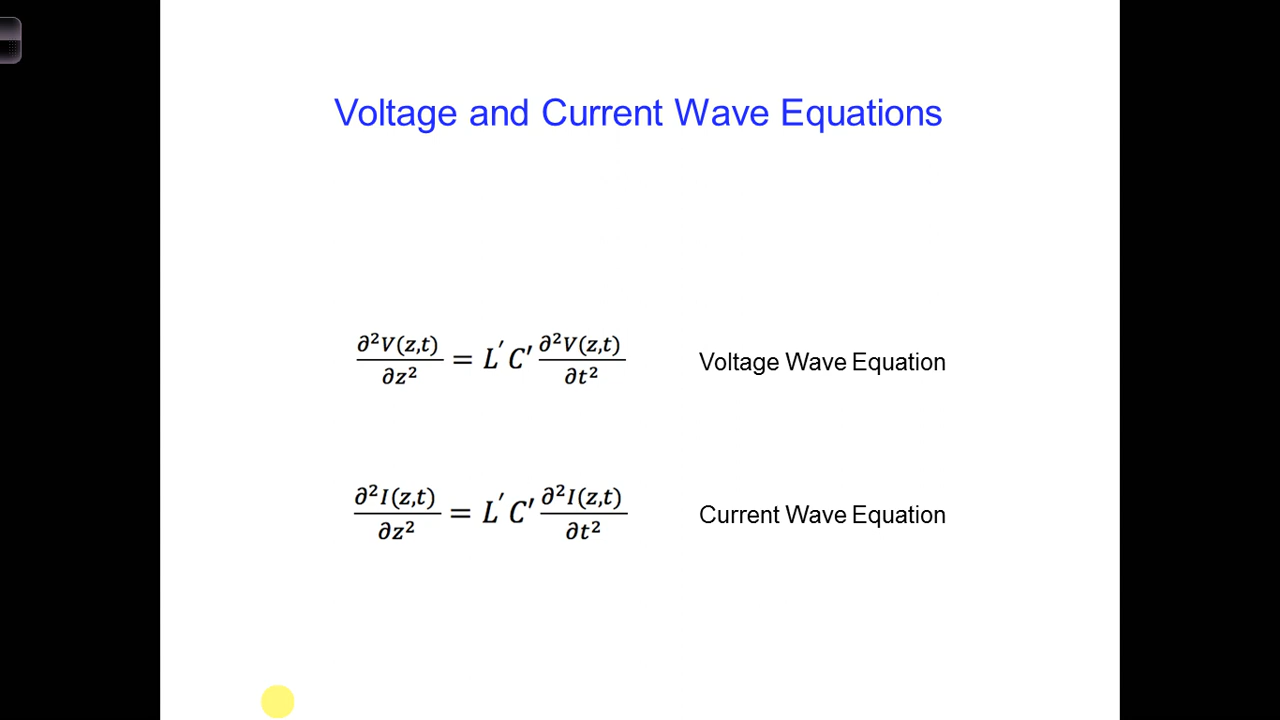 Voltage and Current Wave Equations
∂²V(z,t)/∂z² = L′C′ ∂²V(z,t)/∂t² Voltage Wave Equation
∂²I(z,t)/∂z² = L′C′ ∂²I(z,t)/∂t² Current Wave Equation